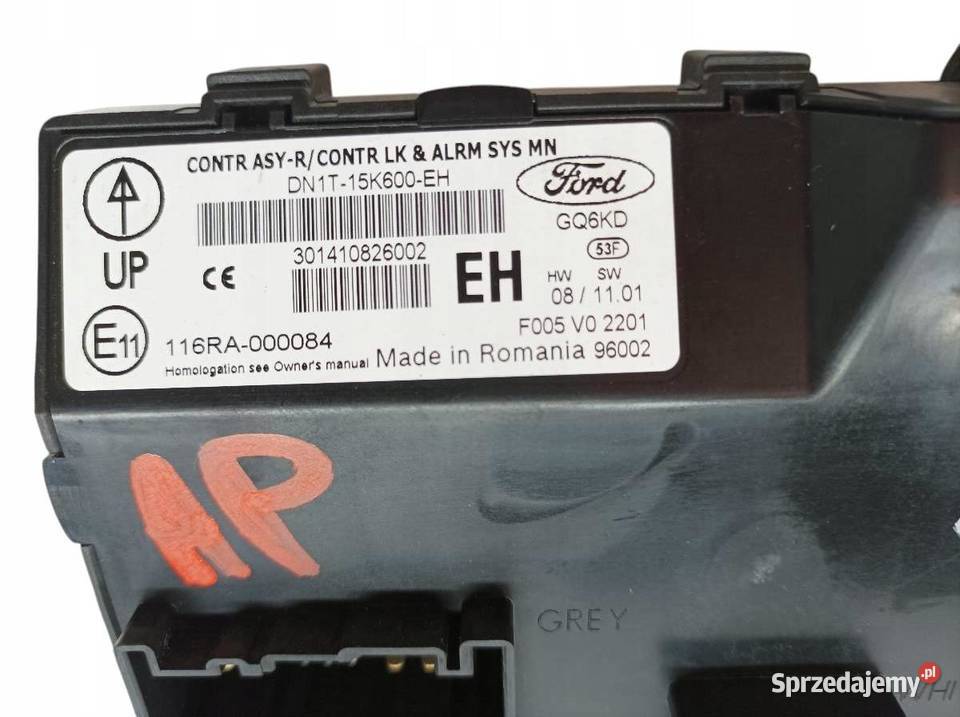 CONTR ASY-R/CONTR LK & ALRM SYS MN
DN1T-15K600-EH
Ford
GQ6KD
53F
UP
CE
301410826002
EH
HW SW
08 / 11.01
E11
116RA-000084
F005 V0 2201
Homologation see Owner's manual Made in Romania 96002
AP
GREY
Sprzedajemy.pl